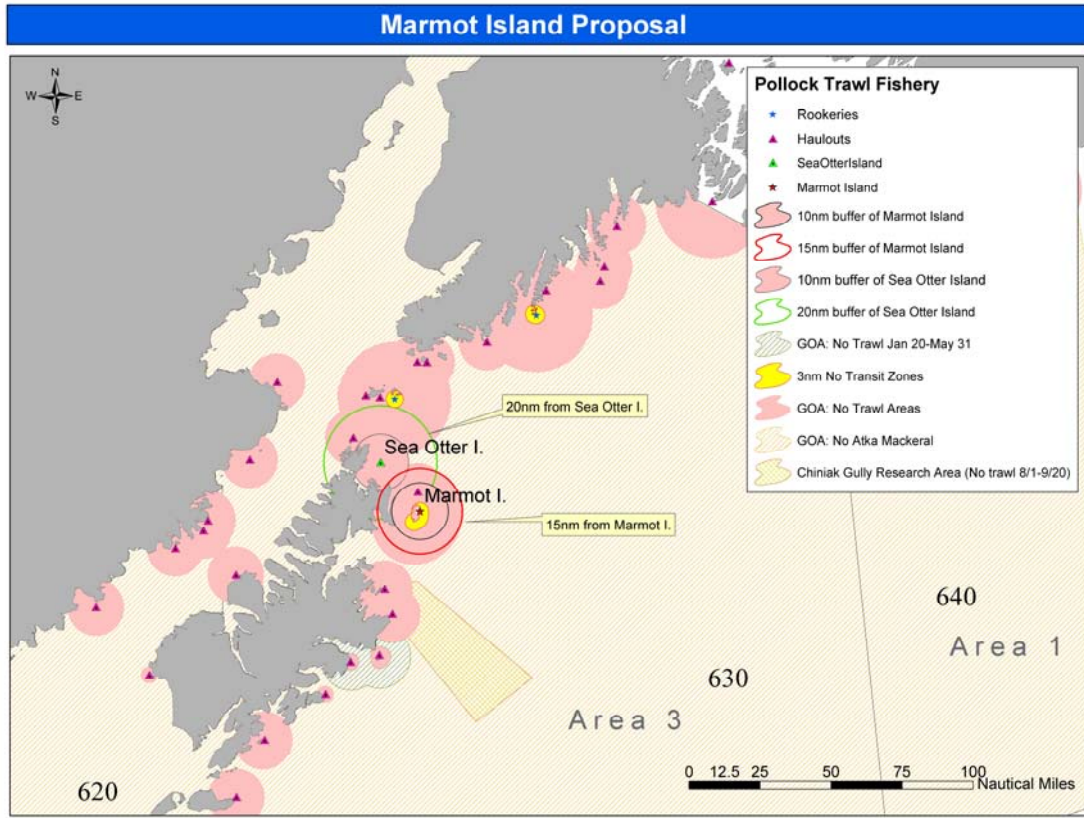 Marmot Island Proposal
N
W E
S
Pollock Trawl Fishery
Rookeries
Haulouts
SeaOtterIsland
Marmot Island
10nm buffer of Marmot Island
15nm buffer of Marmot Island
10nm buffer of Sea Otter Island
20nm buffer of Sea Otter Island
GOA: No Trawl Jan 20-May 31
3nm No Transit Zones
GOA: No Trawl Areas
GOA: No Atka Mackeral
Chiniak Gully Research Area (No trawl 8/1-9/20)
20nm from Sea Otter I.
Sea Otter I.
Marmot I.
15nm from Marmot I.
640
Area 1
630
Area 3
620
0 12.5 25 50 75 100
Nautical Miles